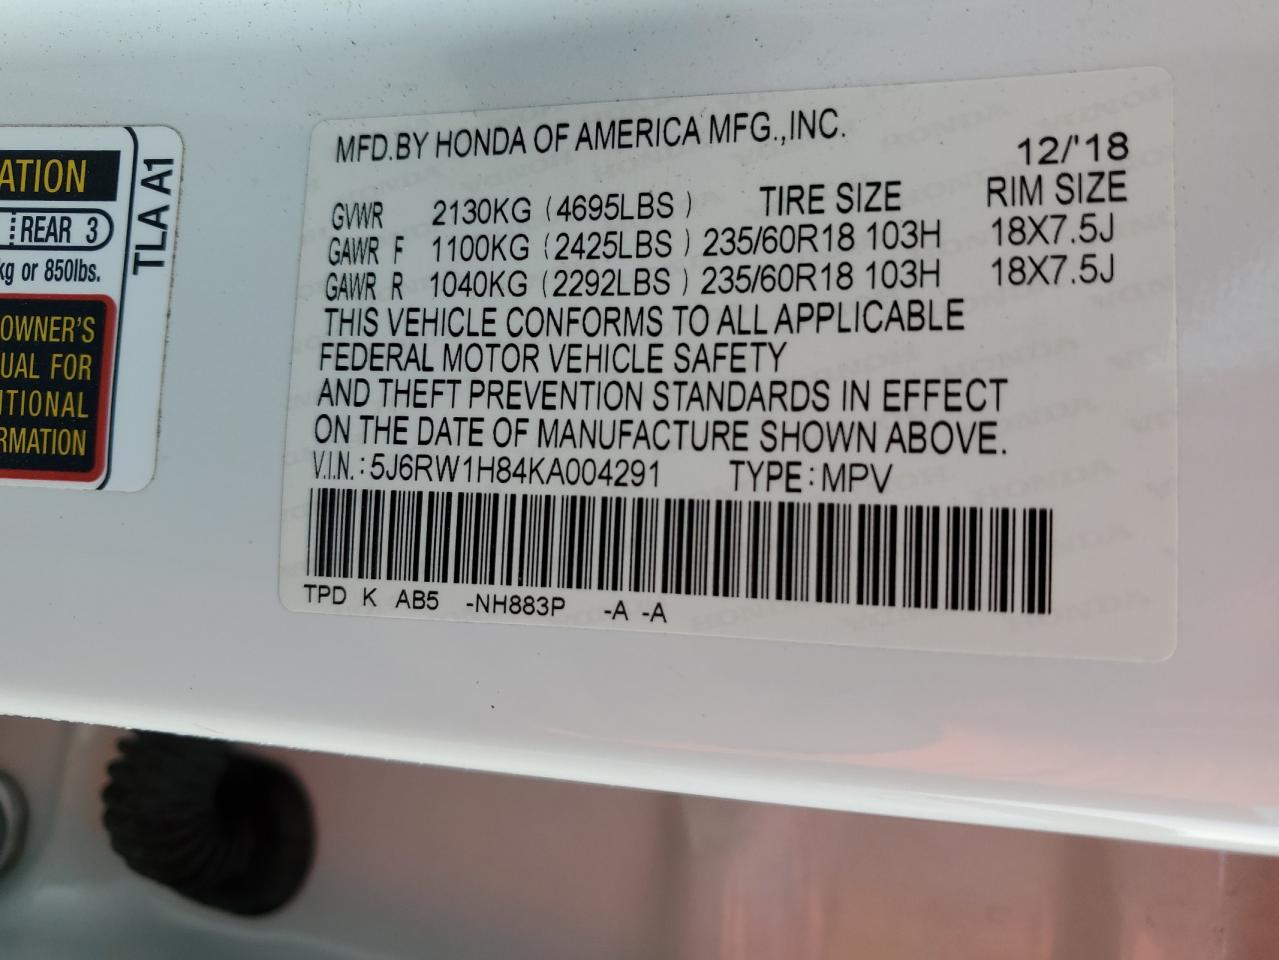 ATION
REAR 3
kg or 850lbs.
OWNER'S
UAL FOR
ITIONAL
RMATION
TLA A1
MFD.BY HONDA OF AMERICA MFG.,INC.
12/'18
GVWR 2130KG (4695LBS) TIRE SIZE RIM SIZE
GAWR F 1100KG (2425LBS) 235/60R18 103H 18X7.5J
GAWR R 1040KG (2292LBS) 235/60R18 103H 18X7.5J
THIS VEHICLE CONFORMS TO ALL APPLICABLE
FEDERAL MOTOR VEHICLE SAFETY
AND THEFT PREVENTION STANDARDS IN EFFECT
ON THE DATE OF MANUFACTURE SHOWN ABOVE.
V.I.N.: 5J6RW1H84KA004291 TYPE: MPV
TPD K AB5 -NH883P -A -A